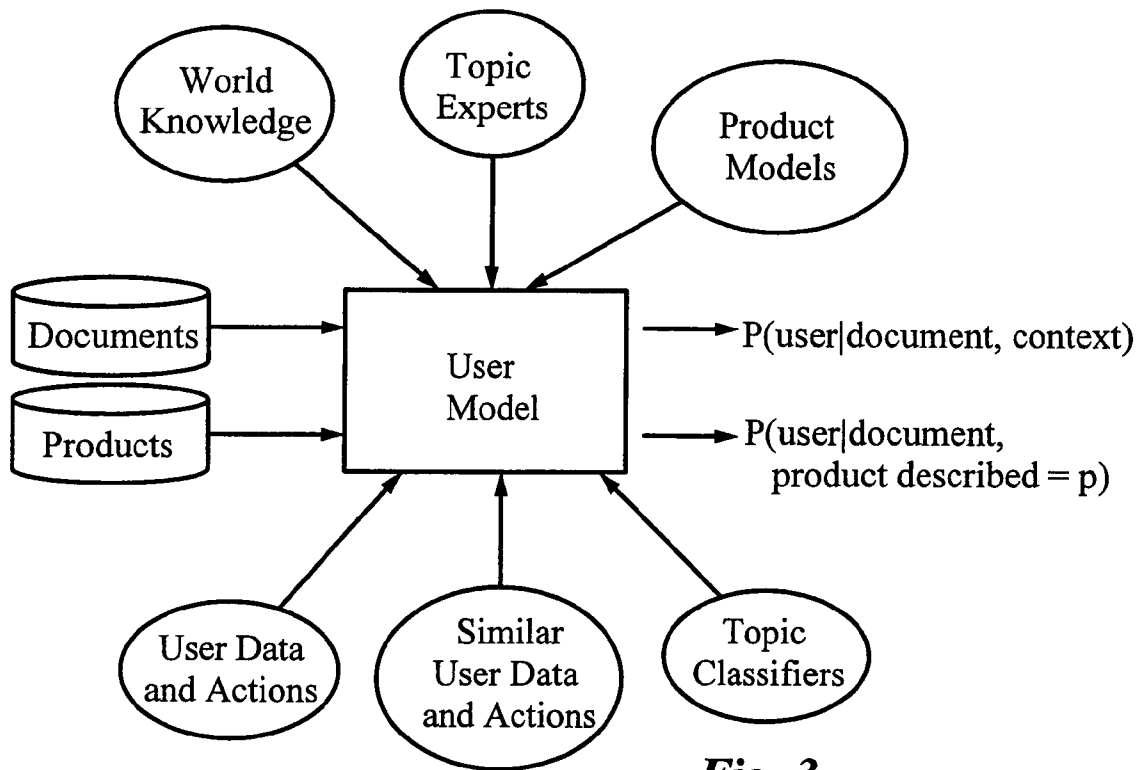 World
Knowledge
Topic
Experts
Product
Models
Documents
Products
User
Model
P(user|document, context)
P(user|document,
product described = p)
User Data
and Actions
Similar
User Data
and Actions
Topic
Classifiers